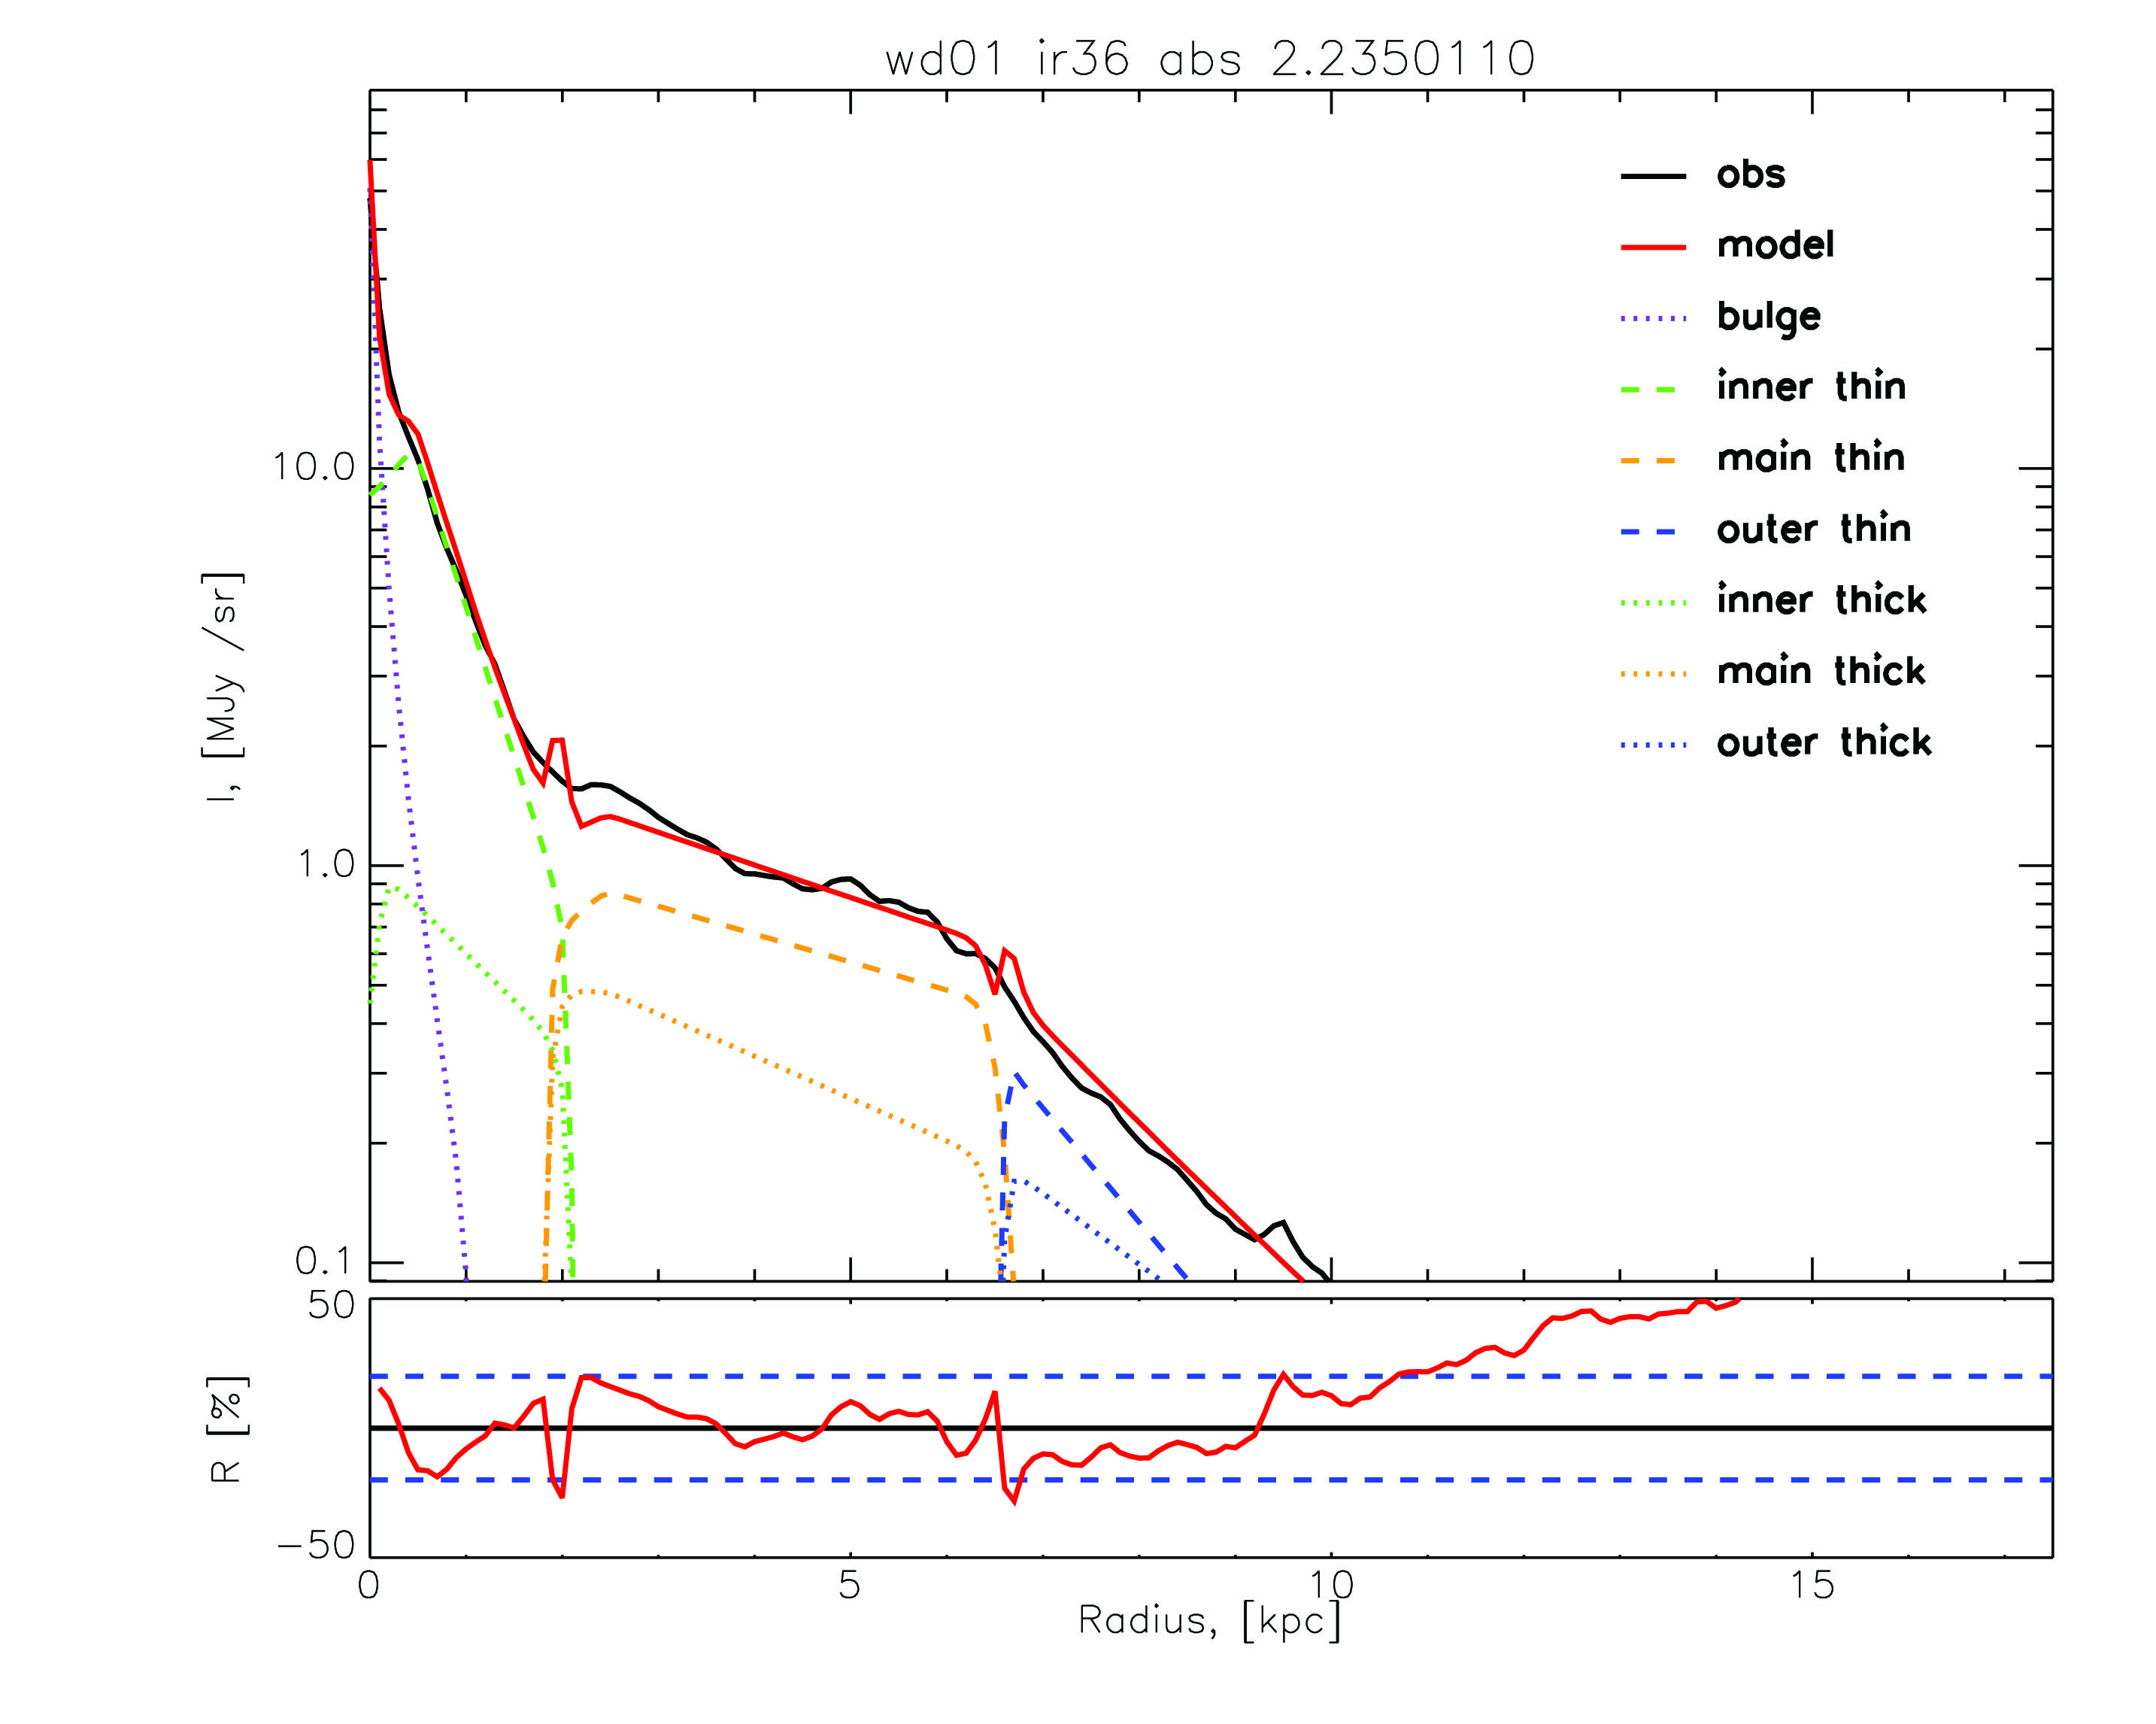 wd01 ir36 abs 2.2350110
obs
model
bulge
inner thin
main thin
outer thin
inner thick
main thick
outer thick
I, [MJy /sr]
10.0
1.0
0.1
R [%]
50
-50
0 5 10 15
Radius, [kpc]